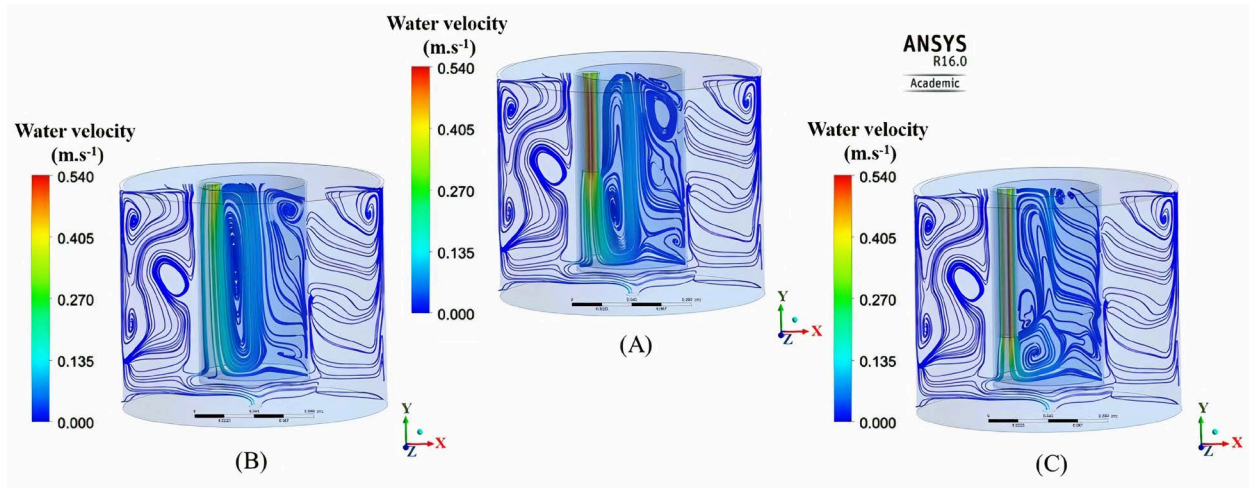 Water velocity
(m.s-1)
0.540
0.405
0.270
0.135
0.000
Y
X
Z
(A)
ANSYS
R16.0
Academic
Water velocity
(m.s-1)
0.540
0.405
0.270
0.135
0.000
Y
X
Z
(B)
Water velocity
(m.s-1)
0.540
0.405
0.270
0.135
0.000
Y
X
Z
(C)